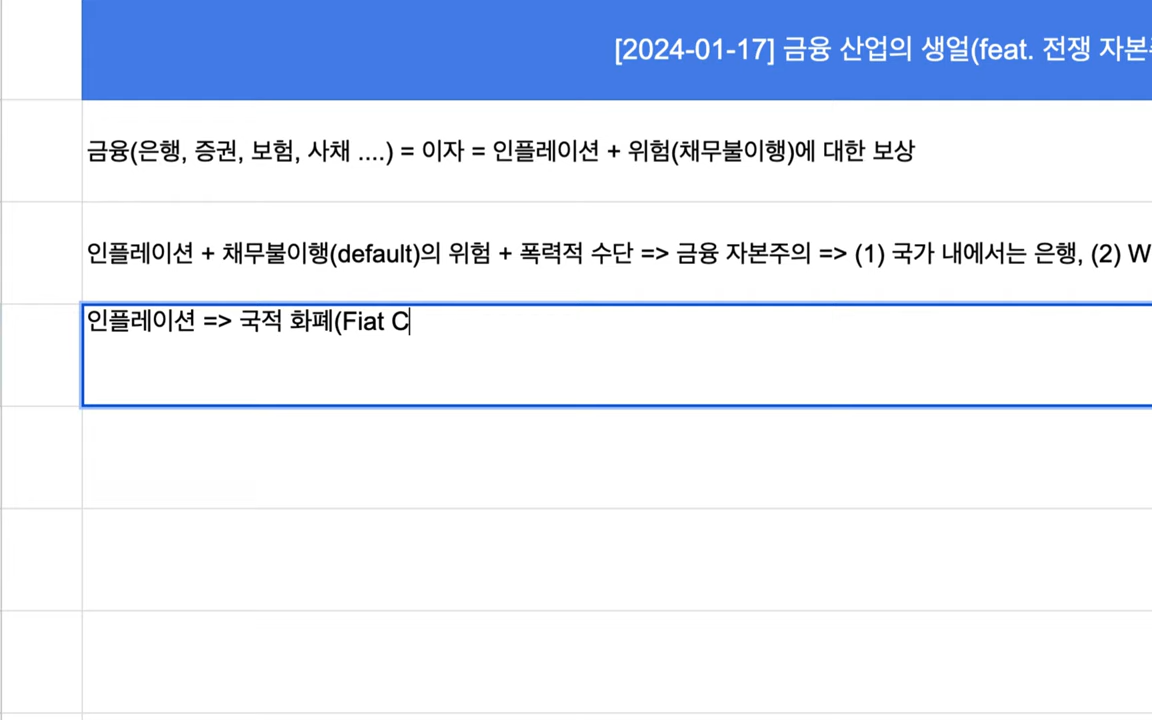 [2024-01-17] 금융 산업의 생얼(feat. 전쟁 자본
금융(은행, 증권, 보험, 사채 ....) = 이자 = 인플레이션 + 위험(채무불이행)에 대한 보상
인플레이션 + 채무불이행(default)의 위험 + 폭력적 수단 => 금융 자본주의 => (1) 국가 내에서는 은행, (2) W
인플레이션 => 국적 화폐(Fiat C